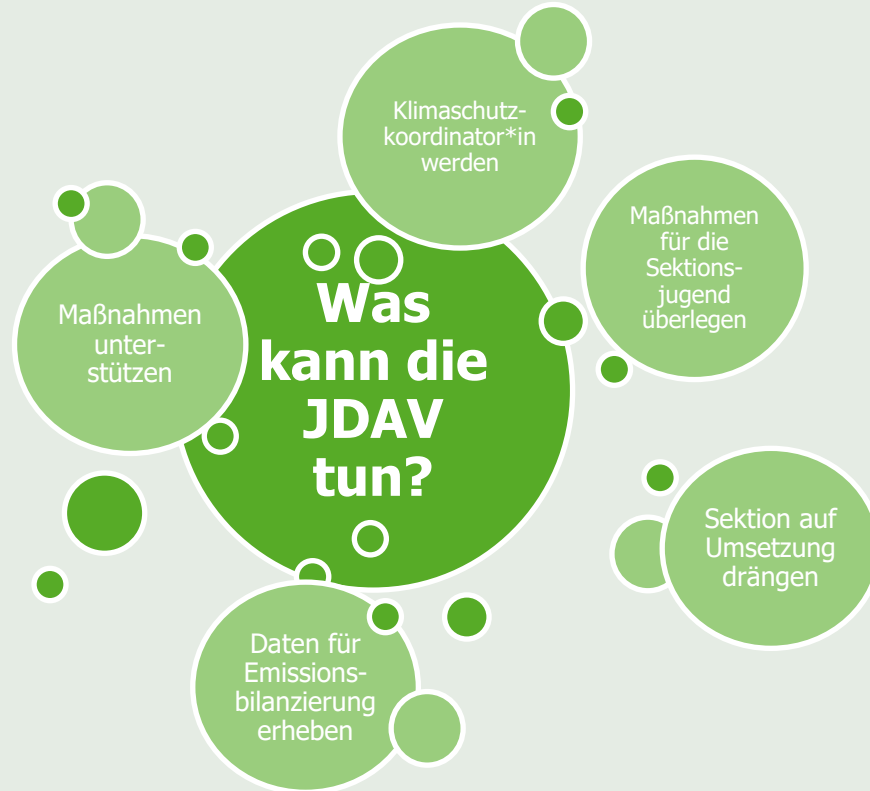 Klimaschutz-
koordinator*in
werden
Maßnahmen
für die
Sektions-
jugend
überlegen
Maßnahmen
unter-
stützen
Was
kann die
JDAV
tun?
Sektion auf
Umsetzung
drängen
Daten für
Emissions-
bilanzierung
erheben